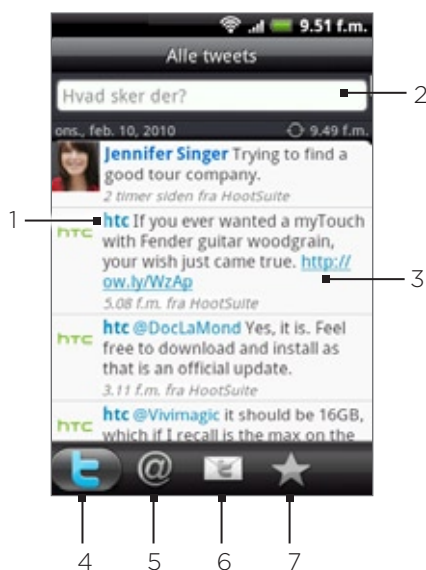 9.51 f.m.
Alle tweets
Hvad sker der?
2
ons., feb. 10, 2010 9.49 f.m.
Jennifer Singer Trying to find a
good tour company.
2 timer siden fra HootSuite
1
htc
htc If you ever wanted a myTouch
with Fender guitar woodgrain,
your wish just came true. http://
ow.ly/WzAp
3
5.08 f.m. fra HootSuite
htc
htc @DocLaMond Yes, it is. Feel
free to download and install as
that is an official update.
3.11 f.m. fra HootSuite
htc
htc @Vivimagic it should be 16GB,
which if I recall is the max on the
t @ t
4 5 6 7